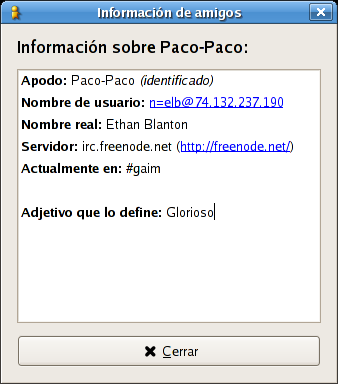 Información de amigos
Información sobre Paco-Paco:
Apodo: Paco-Paco (identificado)
Nombre de usuario: n=elb@74.132.237.190
Nombre real: Ethan Blanton
Servidor: irc.freenode.net (http://freenode.net/)
Actualmente en: #gaim
Adjetivo que lo define: Glorioso
Cerrar